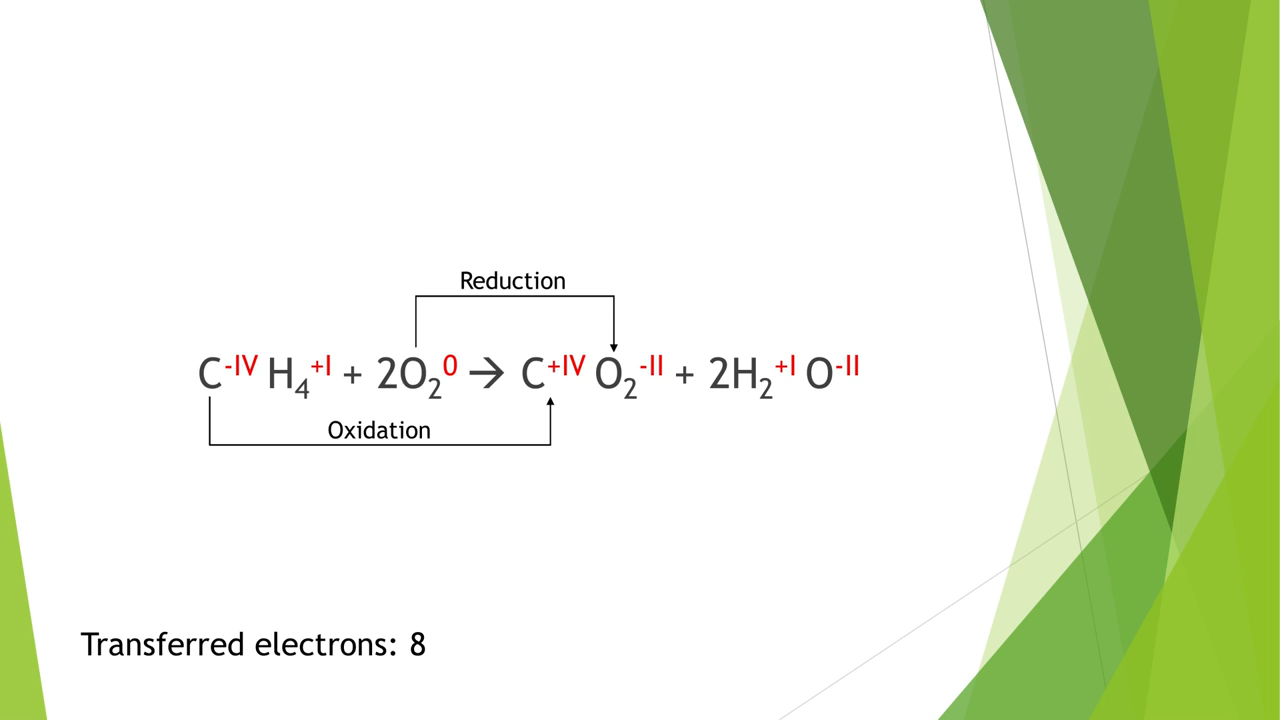 Reduction
C⁻ᴵⱽ H₄⁺ᴵ + 2O₂⁰ → C⁺ᴵⱽ O₂⁻ᴵᴵ + 2H₂⁺ᴵ O⁻ᴵᴵ
Oxidation
Transferred electrons: 8